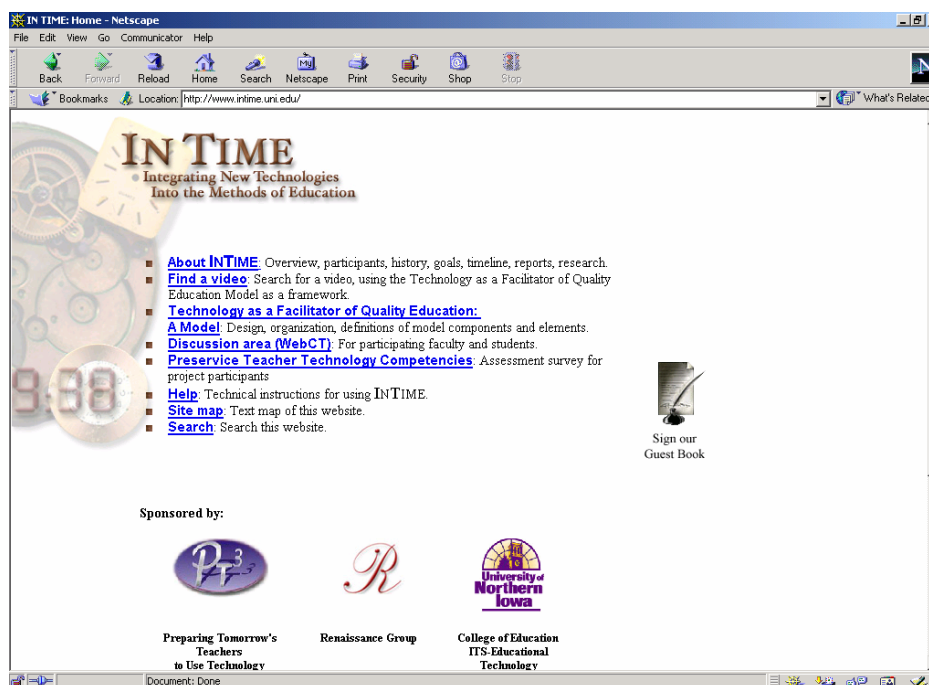 IN TIME: Home - Netscape
File Edit View Go Communicator Help
Back Forward Reload Home Search Netscape Print Security Shop Stop
Bookmarks Location: http://www.intime.uni.edu/ What's Related
IN TIME
Integrating New Technologies
Into the Methods of Education
About INTIME: Overview, participants, history, goals, timeline, reports, research.
Find a video: Search for a video, using the Technology as a Facilitator of Quality
Education Model as a framework.
Technology as a Facilitator of Quality Education:
A Model: Design, organization, definitions of model components and elements.
Discussion area (WebCT): For participating faculty and students.
Preservice Teacher Technology Competencies: Assessment survey for
project participants
Help: Technical instructions for using INTIME.
Site map: Text map of this website.
Search: Search this website.
9:38
Sign our
Guest Book
Sponsored by:
PT3
R
University of
Northern
Iowa
Preparing Tomorrow's
Teachers
to Use Technology
Renaissance Group
College of Education
ITS-Educational
Technology
Document: Done